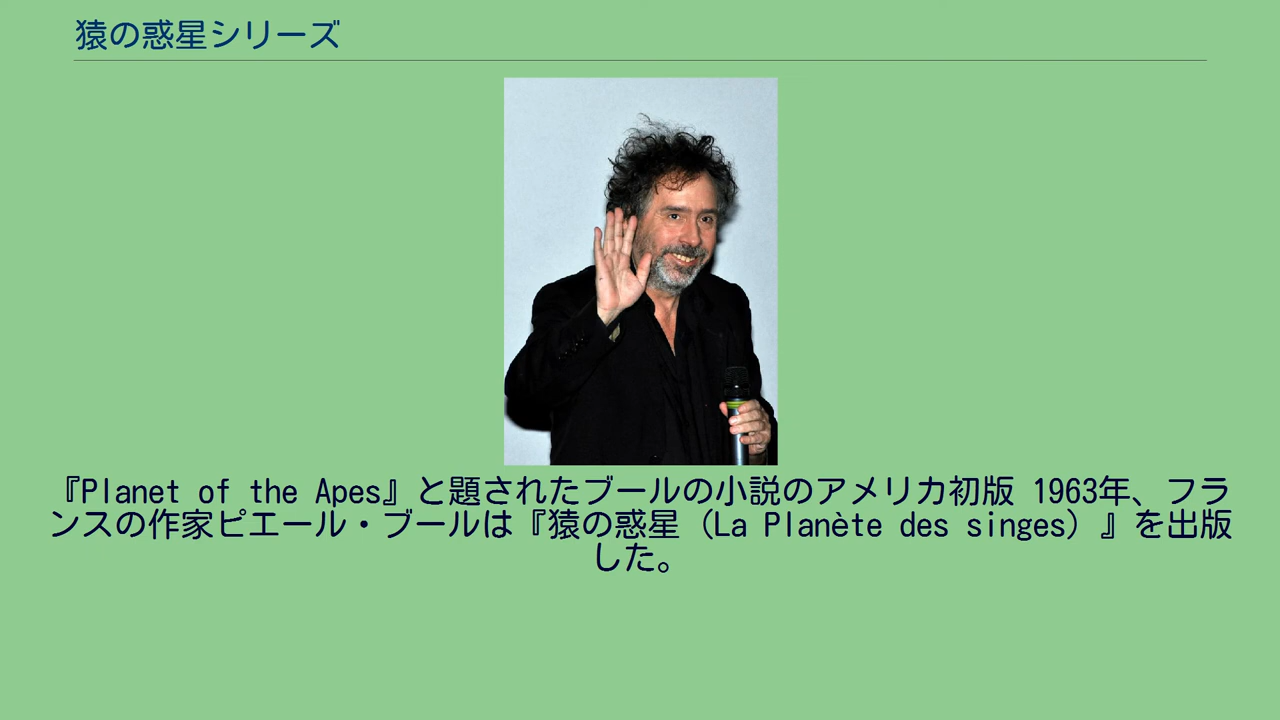 猿の惑星シリーズ
『Planet of the Apes』と題されたブールの小説のアメリカ初版 1963年、フラ
ンスの作家ピエール・ブールは『猿の惑星（La Planète des singes）』を出版
した。